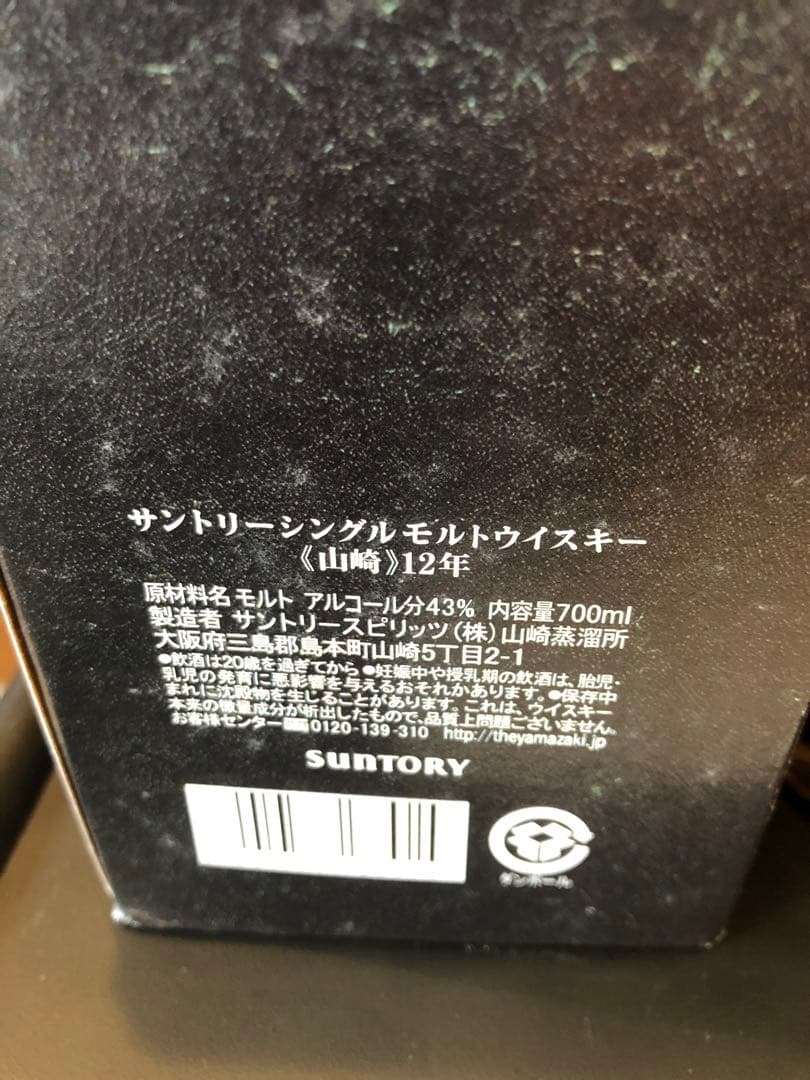 サントリーシングルモルトウイスキー
《山崎》12年
原材料名 モルト アルコール分43% 内容量700ml
製造者 サントリースピリッツ(株)山崎蒸溜所
大阪府三島郡島本町山崎5丁目2-1
●飲酒は20歳を過ぎてから ●妊娠中や授乳期の飲酒は、胎児・
乳児の発育に悪影響を与えるおそれがあります。●保存中
まれに沈殿物を生じることがあります。これは、ウイスキー
本来の微量成分が析出したもので、品質上問題ございません。
お客様センター 0120-139-310 http://theyamazaki.jp
SUNTORY
ダンボール